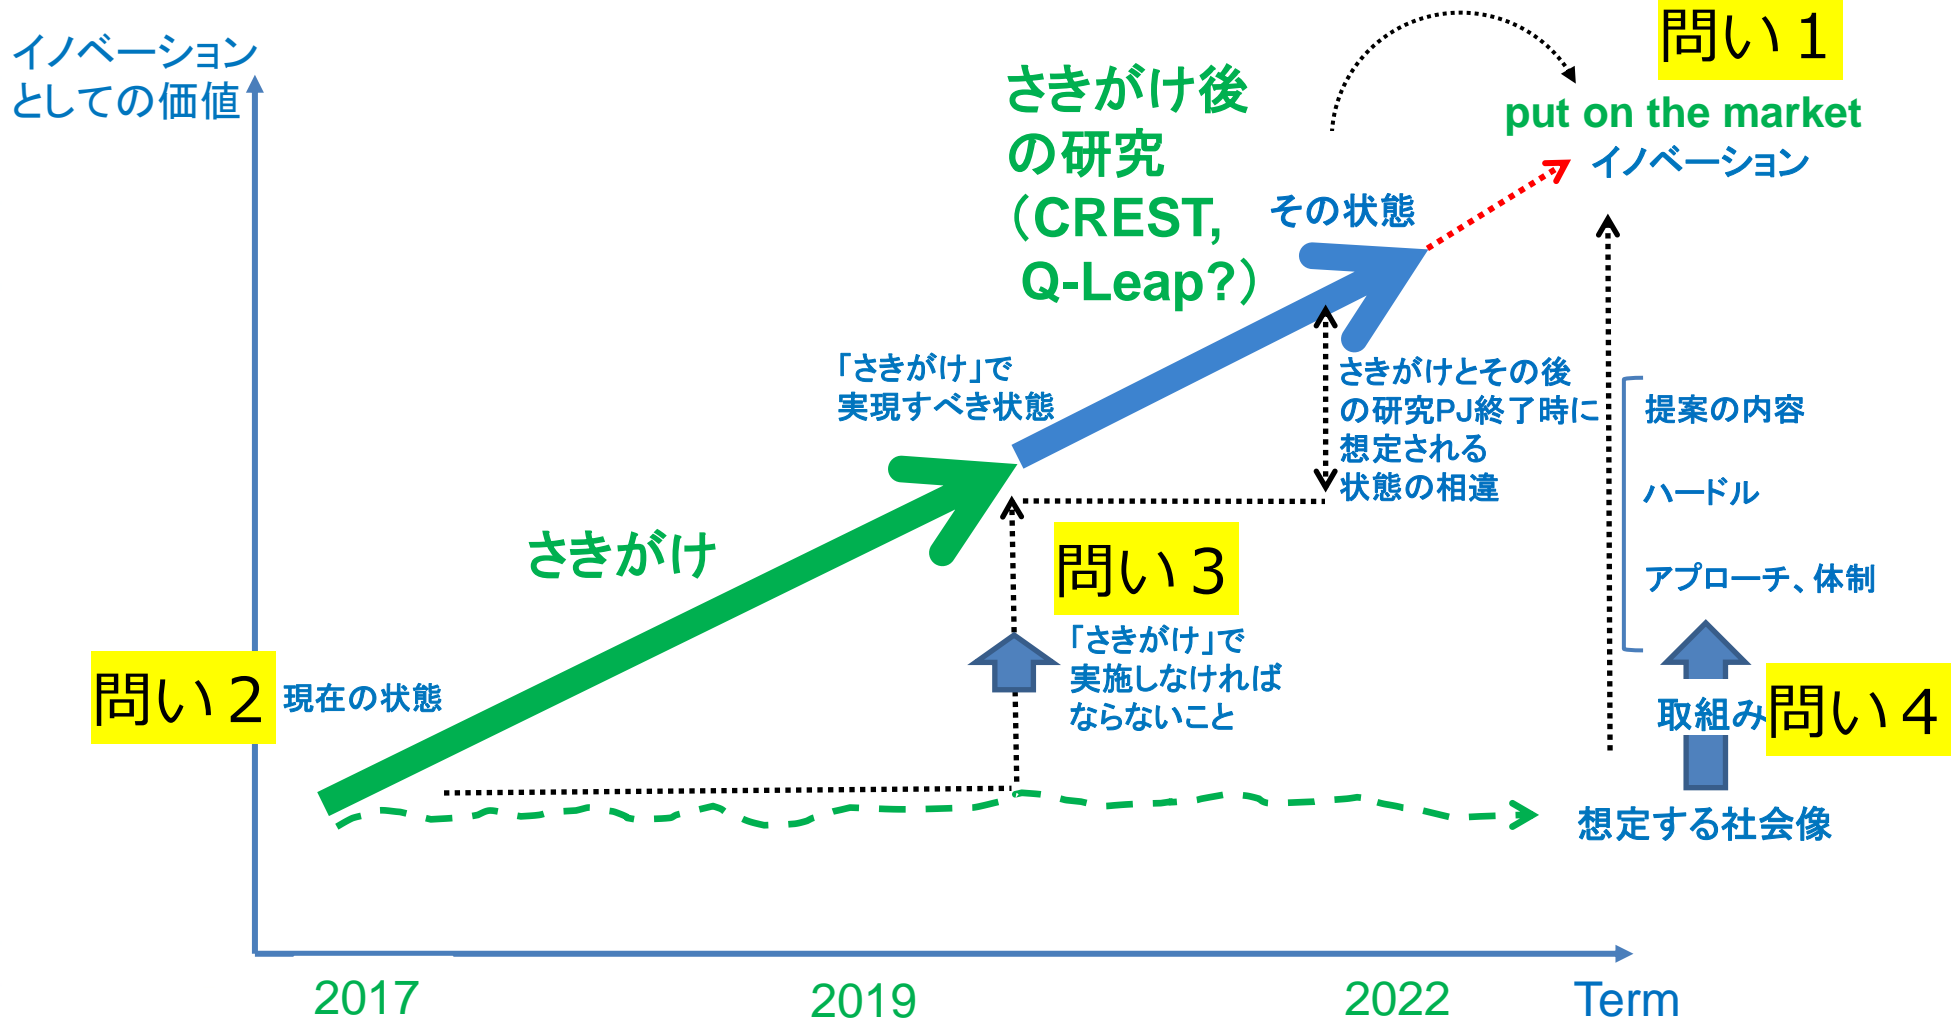 イノベーション
としての価値
さきがけ後
の研究
（CREST,
Q-Leap?）
問い１
put on the market
イノベーション
その状態
「さきがけ」で
実現すべき状態
さきがけとその後
の研究PJ終了時に
想定される
状態の相違
提案の内容
ハードル
アプローチ、体制
さきがけ
問い３
「さきがけ」で
実施しなければ
ならないこと
問い２
現在の状態
取組み
問い４
想定する社会像
2017
2019
2022
Term